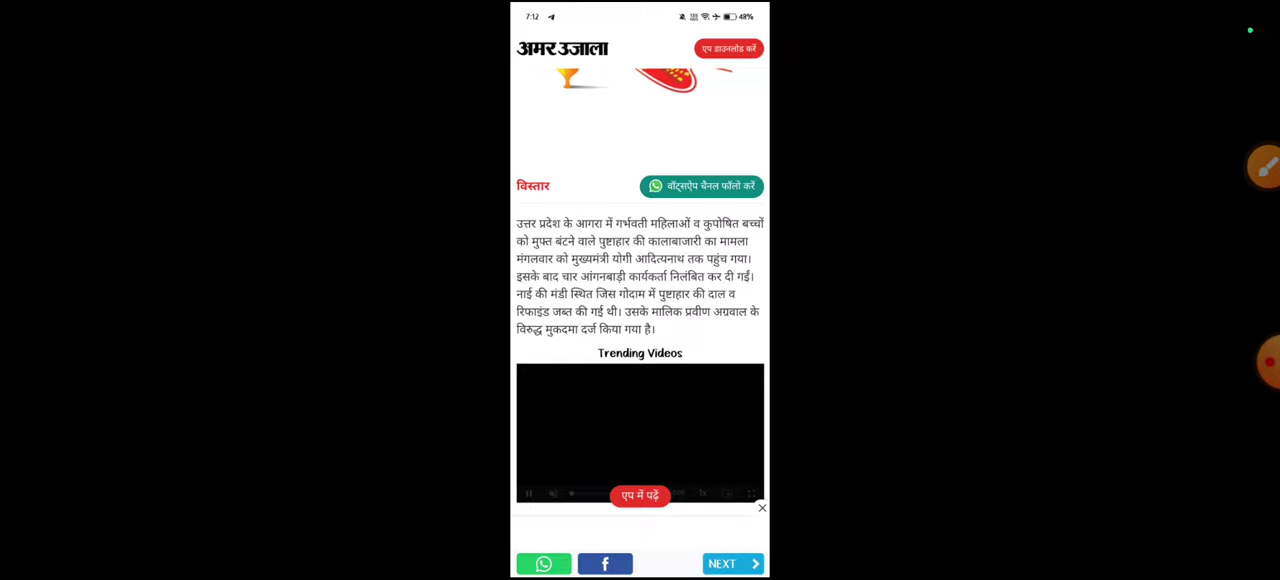 7:12
48%
अमर उजाला
एप डाउनलोड करें
विस्तार
वॉट्सऐप चैनल फॉलो करें
उत्तर प्रदेश के आगरा में गर्भवती महिलाओं व कुपोषित बच्चों
को मुफ्त बंटने वाले पुष्टाहार की कालाबाजारी का मामला
मंगलवार को मुख्यमंत्री योगी आदित्यनाथ तक पहुंच गया।
इसके बाद चार आंगनबाड़ी कार्यकर्ता निलंबित कर दी गईं।
नाई की मंडी स्थित जिस गोदाम में पुष्टाहार की दाल व
रिफाइंड जब्त की गई थी। उसके मालिक प्रवीण अग्रवाल के
विरुद्ध मुकदमा दर्ज किया गया है।
Trending Videos
1x
एप में पढ़ें
NEXT